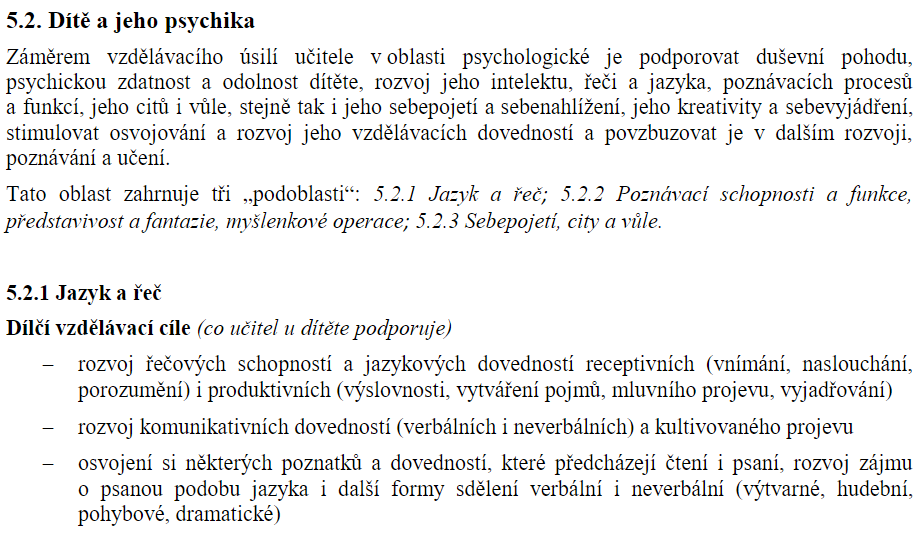 5.2. Dítě a jeho psychika
Záměrem vzdělávacího úsilí učitele v oblasti psychologické je podporovat duševní pohodu,
psychickou zdatnost a odolnost dítěte, rozvoj jeho intelektu, řeči a jazyka, poznávacích procesů
a funkcí, jeho citů i vůle, stejně tak i jeho sebepojetí a sebenahlížení, jeho kreativity a sebevyjádření,
stimulovat osvojování a rozvoj jeho vzdělávacích dovedností a povzbuzovat je v dalším rozvoji,
poznávání a učení.
Tato oblast zahrnuje tři „podoblasti“: 5.2.1 Jazyk a řeč; 5.2.2 Poznávací schopnosti a funkce,
představivost a fantazie, myšlenkové operace; 5.2.3 Sebepojetí, city a vůle.
5.2.1 Jazyk a řeč
Dílčí vzdělávací cíle (co učitel u dítěte podporuje)
– rozvoj řečových schopností a jazykových dovedností receptivních (vnímání, naslouchání,
porozumění) i produktivních (výslovnosti, vytváření pojmů, mluvního projevu, vyjadřování)
– rozvoj komunikativních dovedností (verbálních i neverbálních) a kultivovaného projevu
– osvojení si některých poznatků a dovedností, které předcházejí čtení i psaní, rozvoj zájmu
o psanou podobu jazyka i další formy sdělení verbální i neverbální (výtvarné, hudební,
pohybové, dramatické)